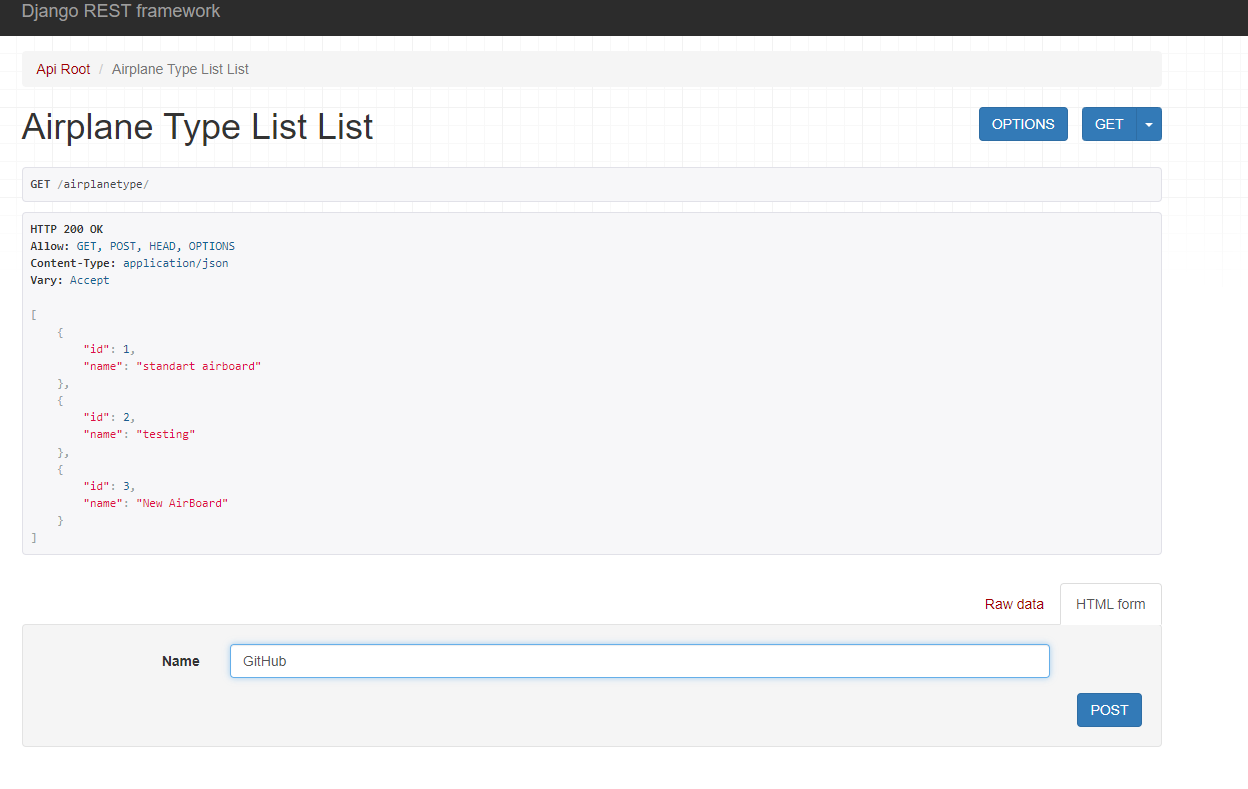 Django REST framework
Api Root / Airplane Type List List
Airplane Type List List
OPTIONS
GET
GET /airplanetype/
HTTP 200 OK
Allow: GET, POST, HEAD, OPTIONS
Content-Type: application/json
Vary: Accept
[
    {
        "id": 1,
        "name": "standart airboard"
    },
    {
        "id": 2,
        "name": "testing"
    },
    {
        "id": 3,
        "name": "New AirBoard"
    }
]
Raw data
HTML form
Name
GitHub
POST